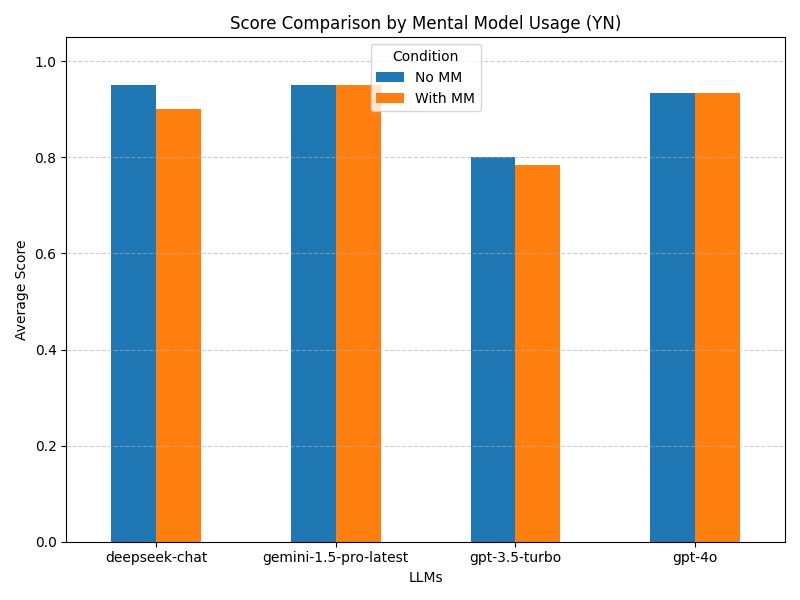 Score Comparison by Mental Model Usage (YN)
Condition
No MM
With MM
Average Score
1.0
0.8
0.6
0.4
0.2
0.0
deepseek-chat
gemini-1.5-pro-latest
gpt-3.5-turbo
gpt-4o
LLMs